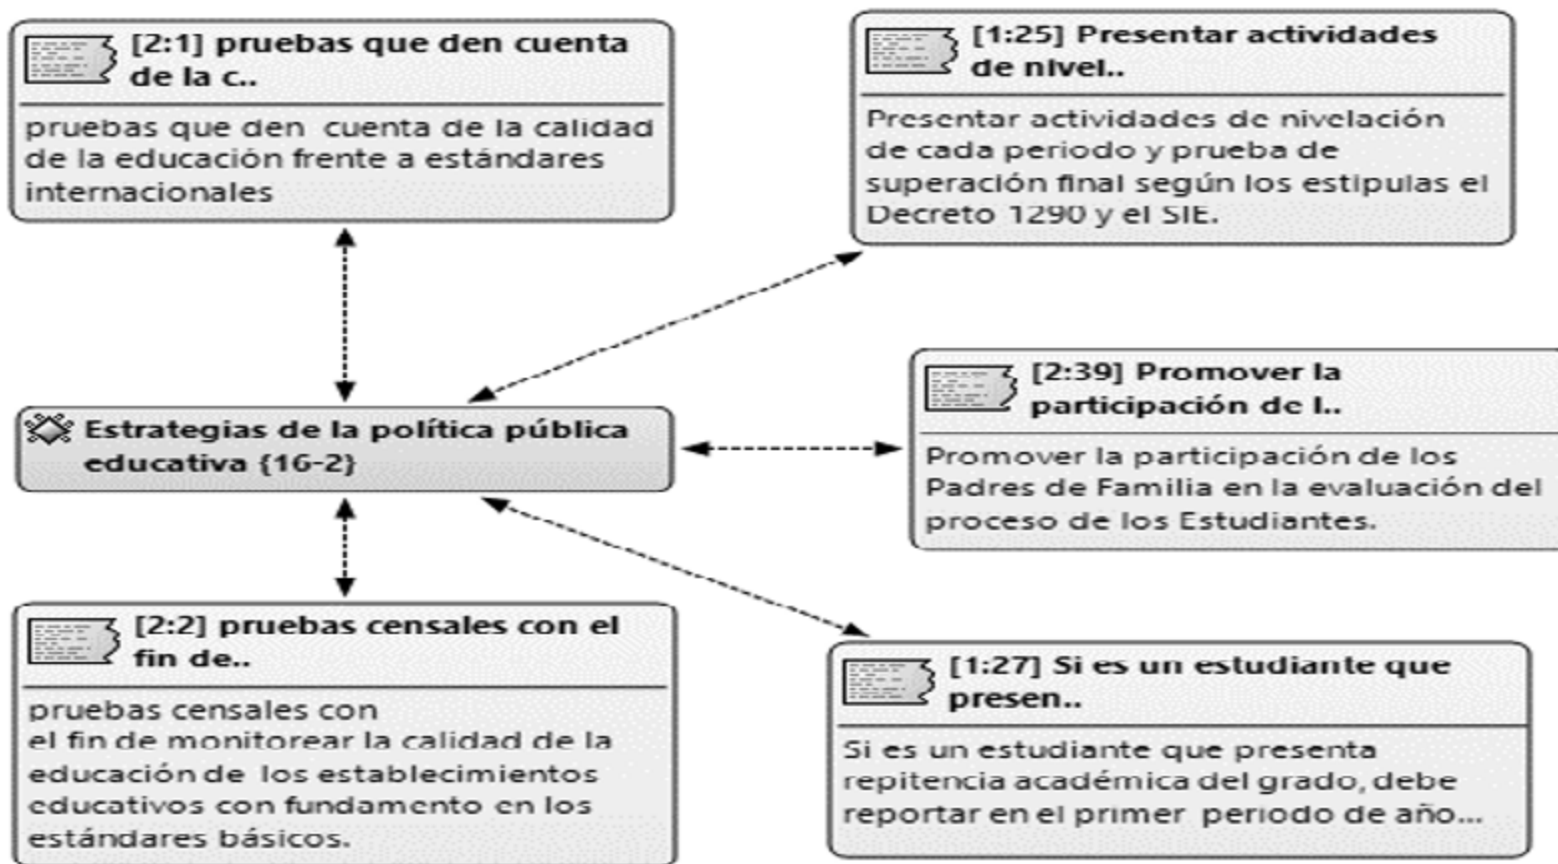 [2:1] pruebas que den cuenta
de la c..
pruebas que den cuenta de la calidad
de la educación frente a estándares
internacionales
[1:25] Presentar actividades
de nivel..
Presentar actividades de nivelación
de cada periodo y prueba de
superación final según los estipulas el
Decreto 1290 y el SIE.
Estrategias de la política pública
educativa {16-2}
[2:39] Promover la
participación de l..
Promover la participación de los
Padres de Familia en la evaluación del
proceso de los Estudiantes.
[2:2] pruebas censales con el
fin de..
pruebas censales con
el fin de monitorear la calidad de la
educación de los establecimientos
educativos con fundamento en los
estándares básicos.
[1:27] Si es un estudiante que
presen..
Si es un estudiante que presenta
repitencia académica del grado, debe
reportar en el primer periodo de año...